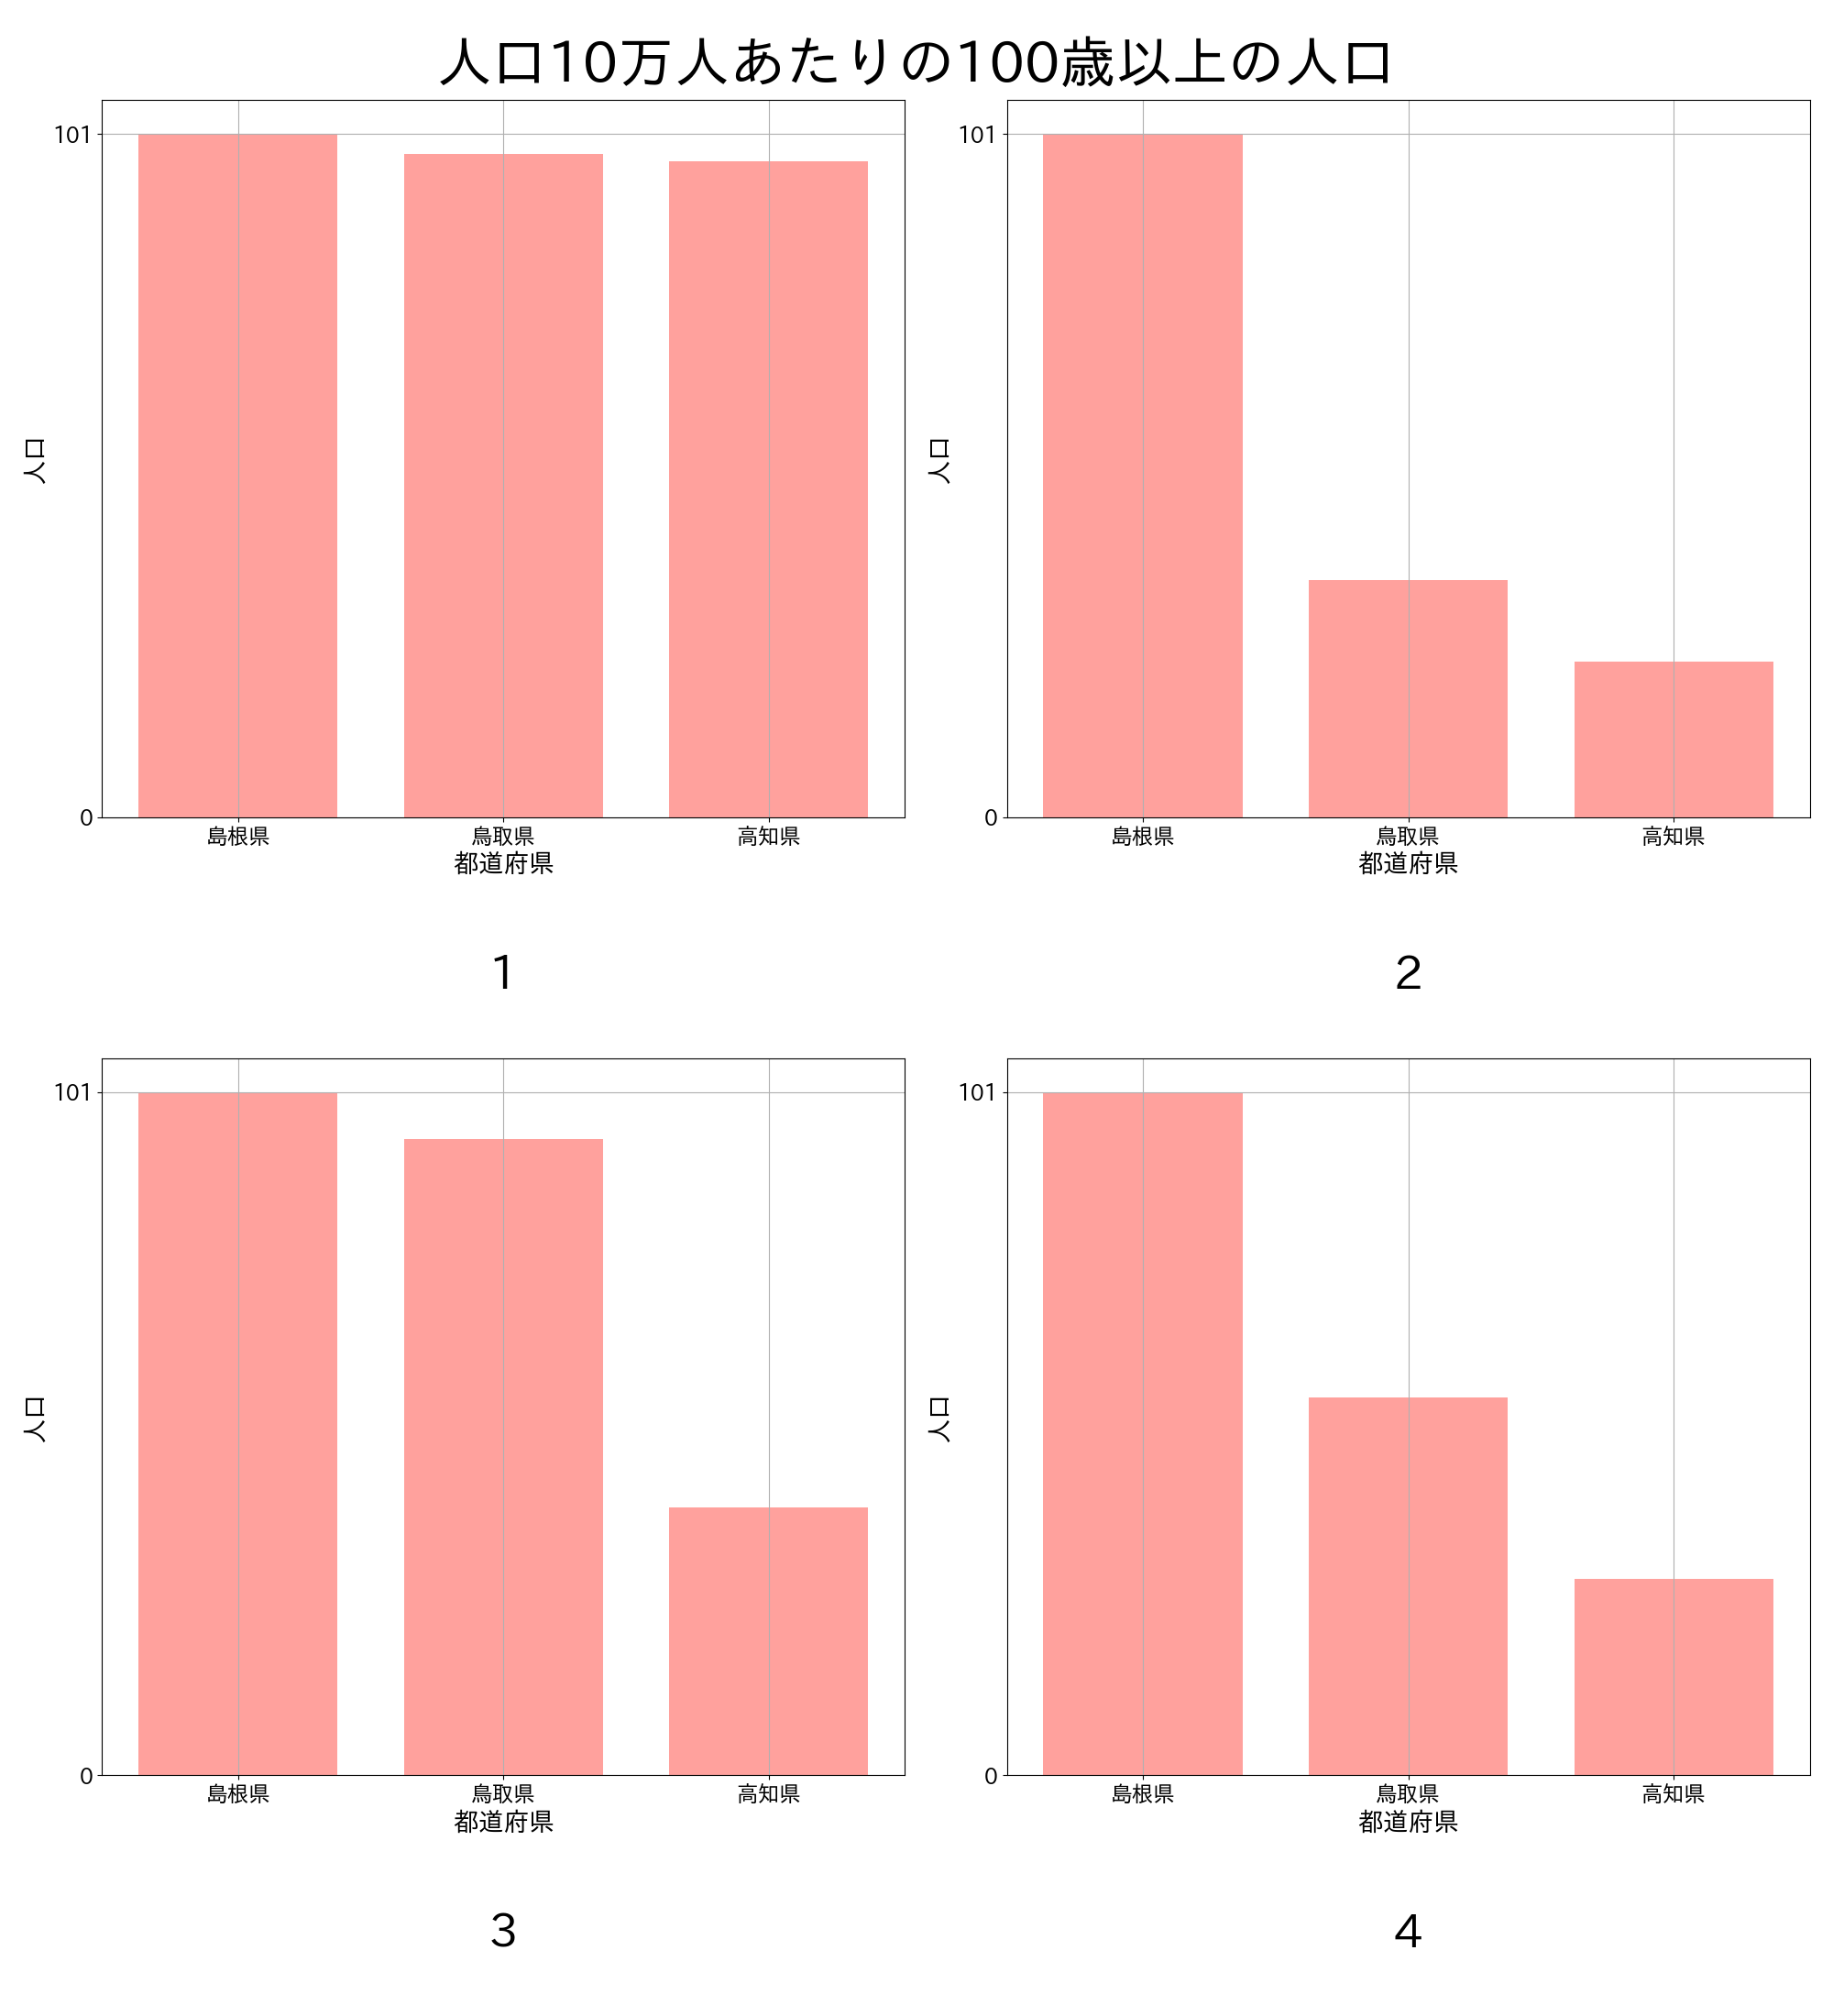 人口10万人あたりの100歳以上の人口
101
人口
0
島根県 鳥取県 高知県
都道府県
1
101
人口
0
島根県 鳥取県 高知県
都道府県
2
101
人口
0
島根県 鳥取県 高知県
都道府県
3
101
人口
0
島根県 鳥取県 高知県
都道府県
4